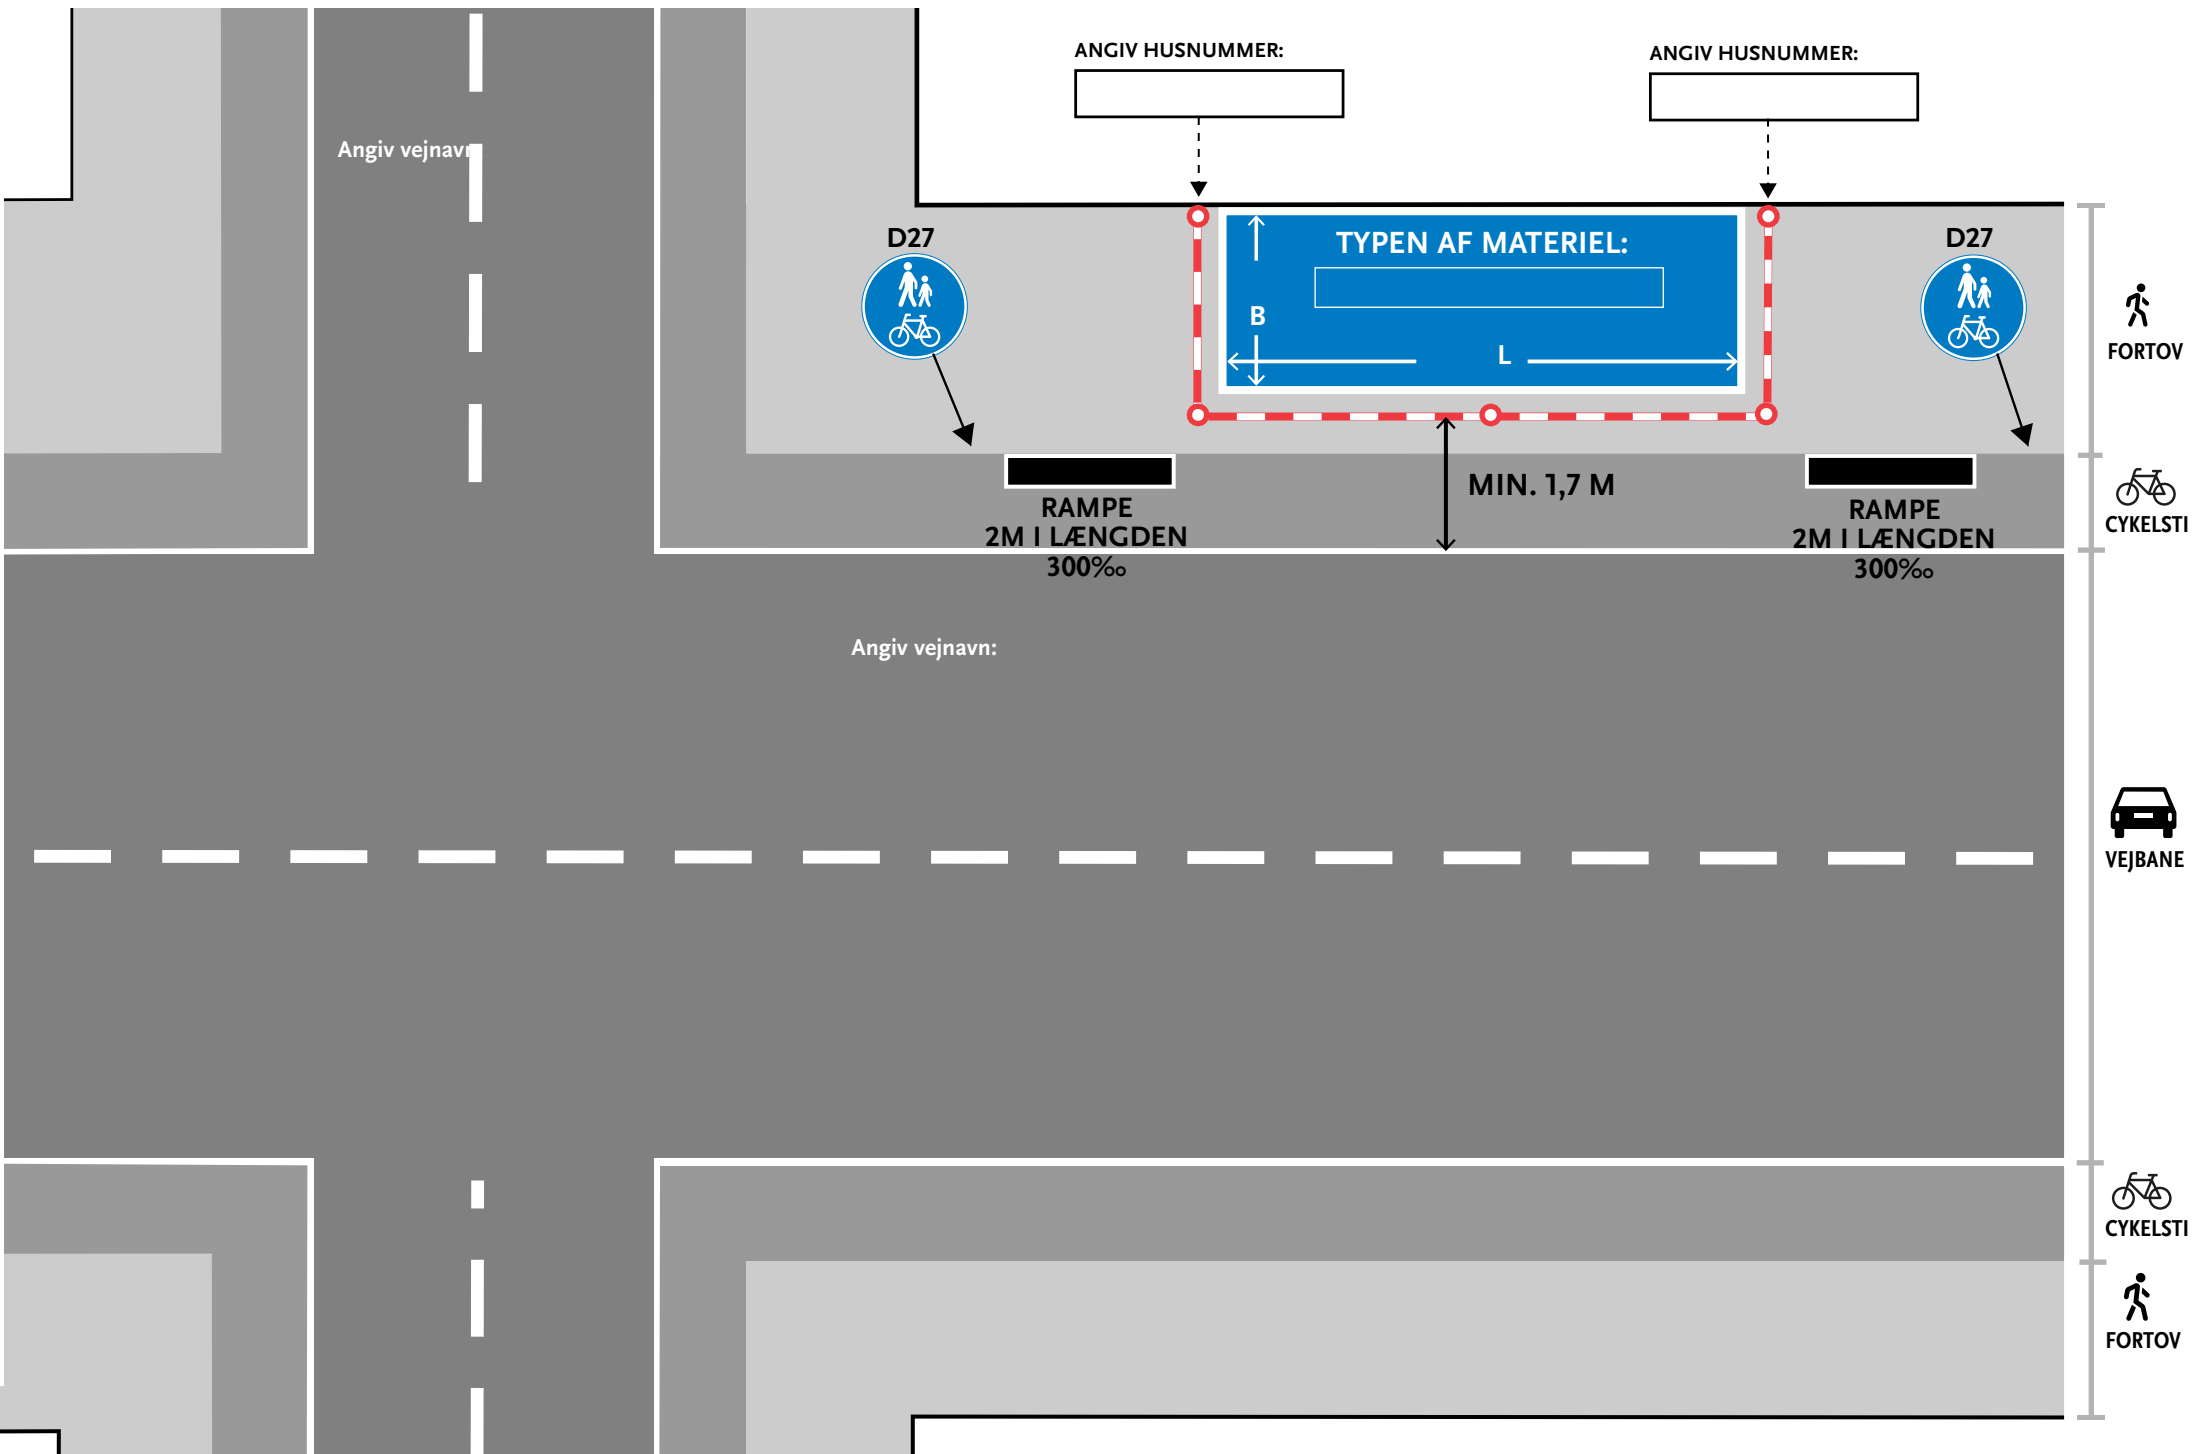 ANGIV HUSNUMMER:
ANGIV HUSNUMMER:
Angiv vejnavn:
D27
TYPEN AF MATERIEL:
D27
B
L
FORTOV
MIN. 1,7 M
RAMPE
2M I LÆNGDEN
300‰
RAMPE
2M I LÆNGDEN
300‰
CYKELSTI
Angiv vejnavn:
VEJBANE
CYKELSTI
FORTOV